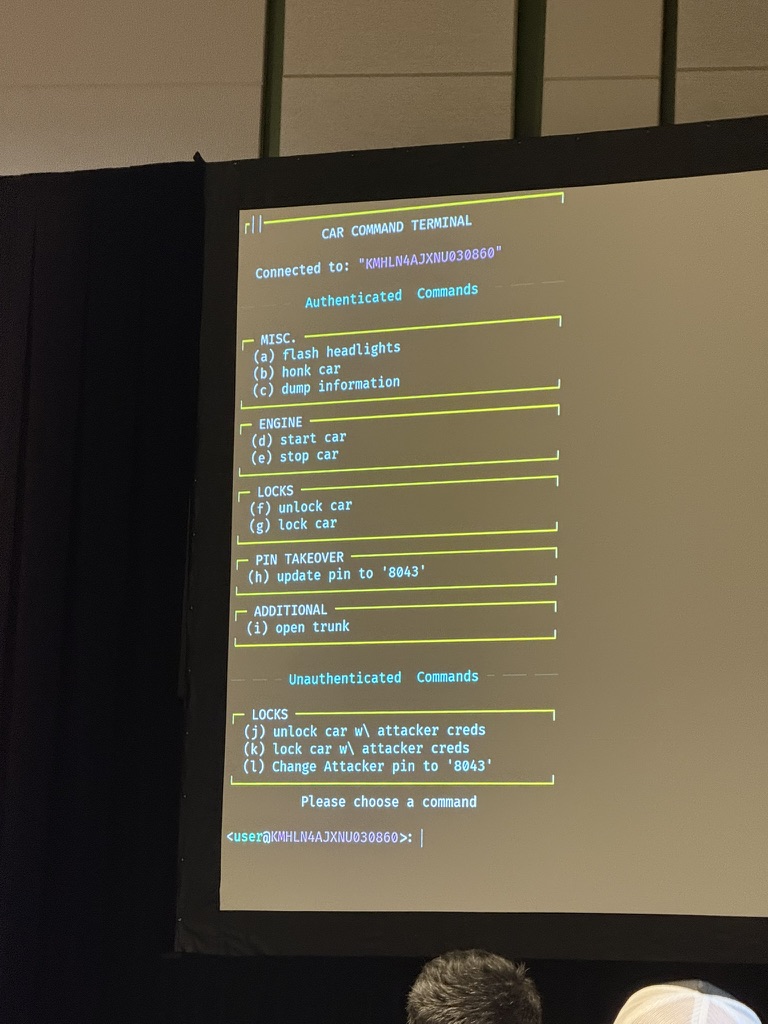 CAR COMMAND TERMINAL
Connected to: "KMHLN4AJXNU030860"
Authenticated Commands
MISC.
(a) flash headlights
(b) honk car
(c) dump information
ENGINE
(d) start car
(e) stop car
LOCKS
(f) unlock car
(g) lock car
PIN TAKEOVER
(h) update pin to '8043'
ADDITIONAL
(i) open trunk
Unauthenticated Commands
LOCKS
(j) unlock car w\ attacker creds
(k) lock car w\ attacker creds
(l) Change Attacker pin to '8043'
Please choose a command
<user@KMHLN4AJXNU030860>: